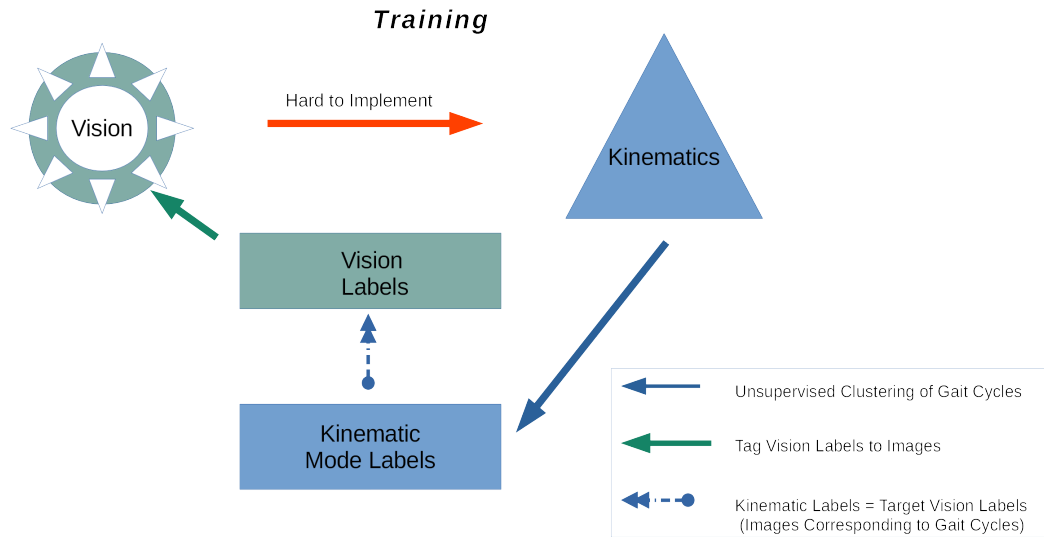 Training
Hard to Implement
Vision
Kinematics
Vision
Labels
Kinematic
Mode Labels
Unsupervised Clustering of Gait Cycles
Tag Vision Labels to Images
Kinematic Labels = Target Vision Labels
(Images Corresponding to Gait Cycles)